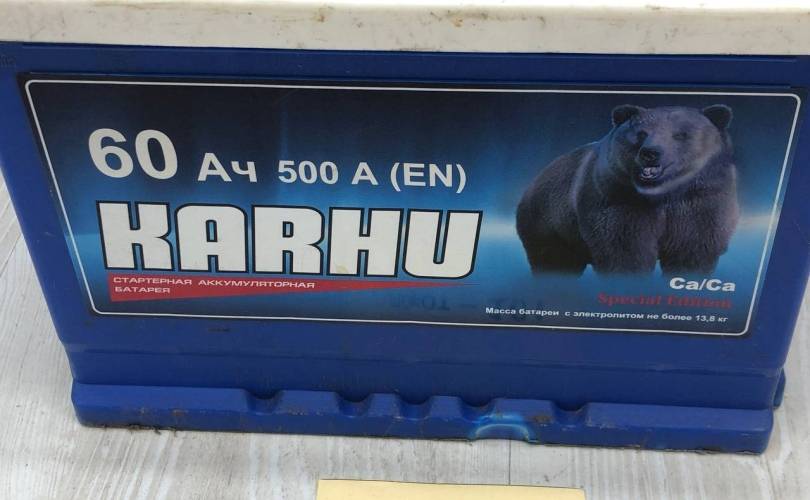 60 Ач 500 А (EN)
KARHU
СТАРТЕРНАЯ АККУМУЛЯТОРНАЯ
БАТАРЕЯ
Ca/Ca
Special Edition
Масса батареи с электролитом не более 13,8 кг